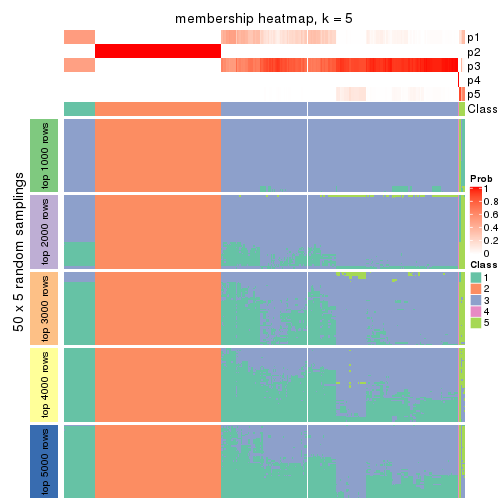 membership heatmap, k = 5
p1
p2
p3
p4
p5
Class
50 x 5 random samplings
top 1000 rows
top 2000 rows
top 3000 rows
top 4000 rows
top 5000 rows
Prob
1
0.8
0.6
0.4
0.2
0
Class
1
2
3
4
5